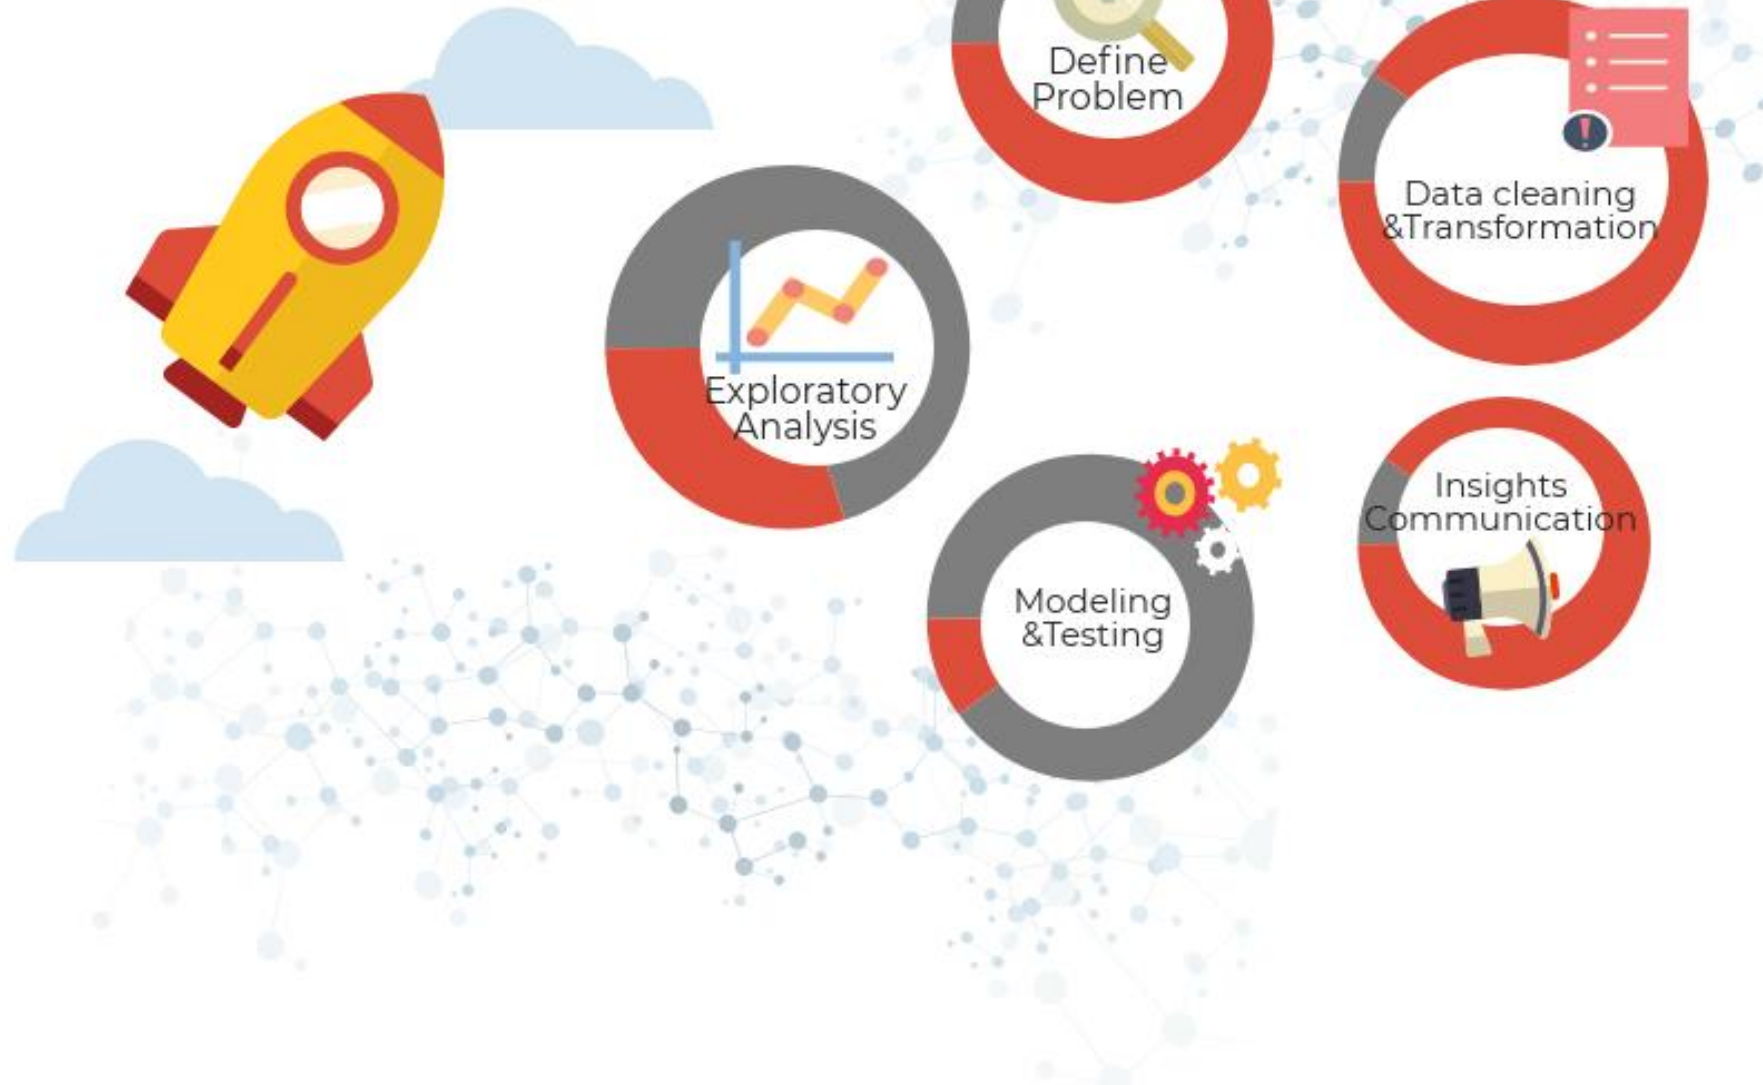 Define
Problem
Data cleaning
&Transformation
Exploratory
Analysis
Insights
Communication
Modeling
&Testing